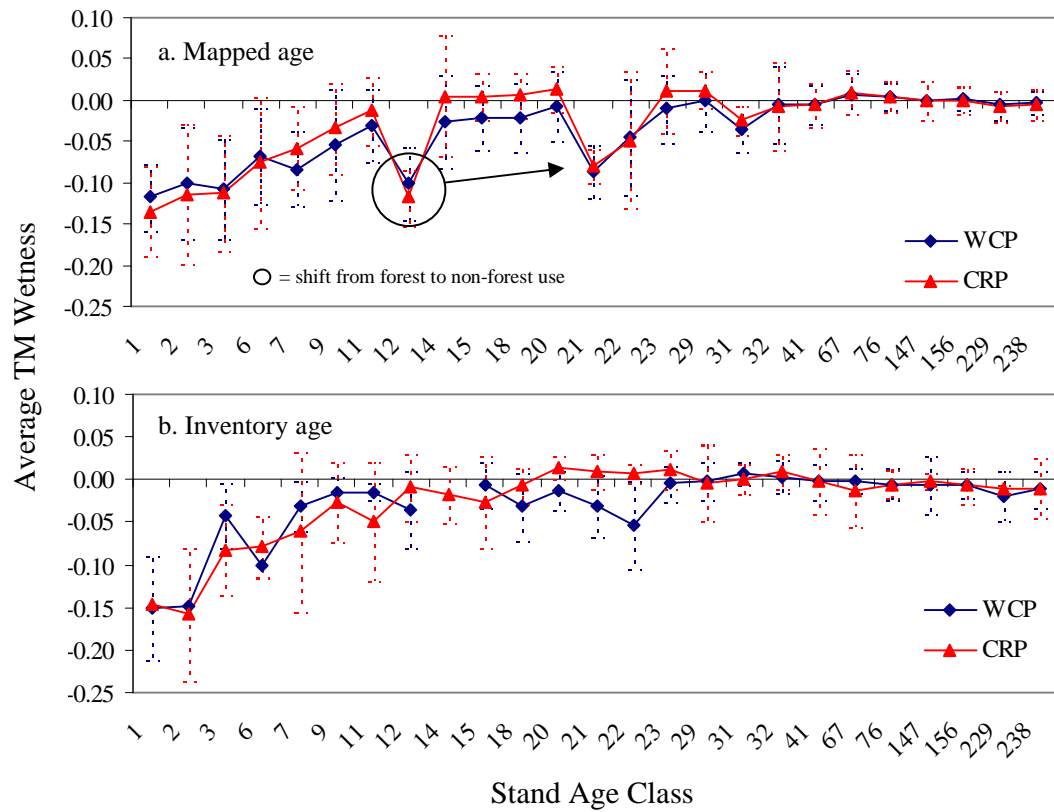 Average TM Wetness
0.10
0.05
0.00
-0.05
-0.10
-0.15
-0.20
-0.25
a. Mapped age
= shift from forest to non-forest use
WCP
CRP
1 2 3 6 7 9 11 12 14 15 18 20 21 22 23 29 31 32 41 67 76 147 156 229 238
0.10
0.05
0.00
-0.05
-0.10
-0.15
-0.20
-0.25
b. Inventory age
WCP
CRP
1 2 3 6 7 9 11 12 14 15 18 20 21 22 23 29 31 32 41 67 76 147 156 229 238
Stand Age Class